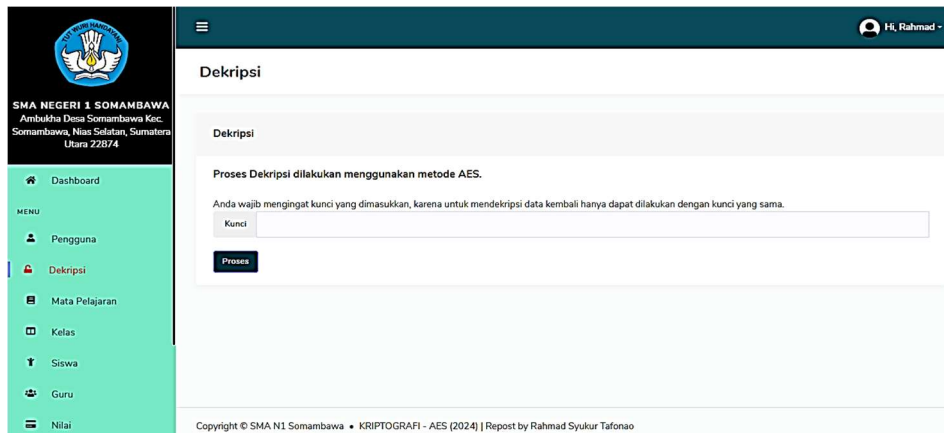 TUT WURI HANDAYANI
Hi, Rahmad
SMA NEGERI 1 SOMAMBAWA
Ambukha Desa Somambawa Kec.
Somambawa, Nias Selatan, Sumatera
Utara 22874
Dashboard
MENU
Pengguna
Dekripsi
Mata Pelajaran
Kelas
Siswa
Guru
Nilai
Dekripsi
Dekripsi
Proses Dekripsi dilakukan menggunakan metode AES.
Anda wajib mengingat kunci yang dimasukkan, karena untuk mendekripsi data kembali hanya dapat dilakukan dengan kunci yang sama.
Kunci
Proses
Copyright © SMA N1 Somambawa • KRIPTOGRAFI - AES (2024) | Repost by Rahmad Syukur Tafonao